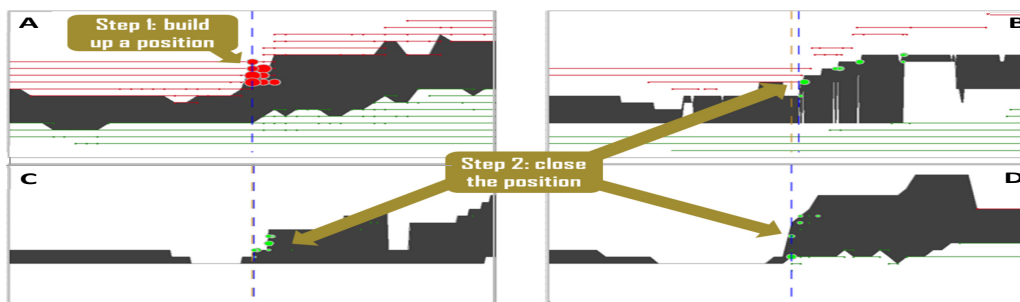 A
Step 1: build
up a position
B
Step 2: close
the position
C
D